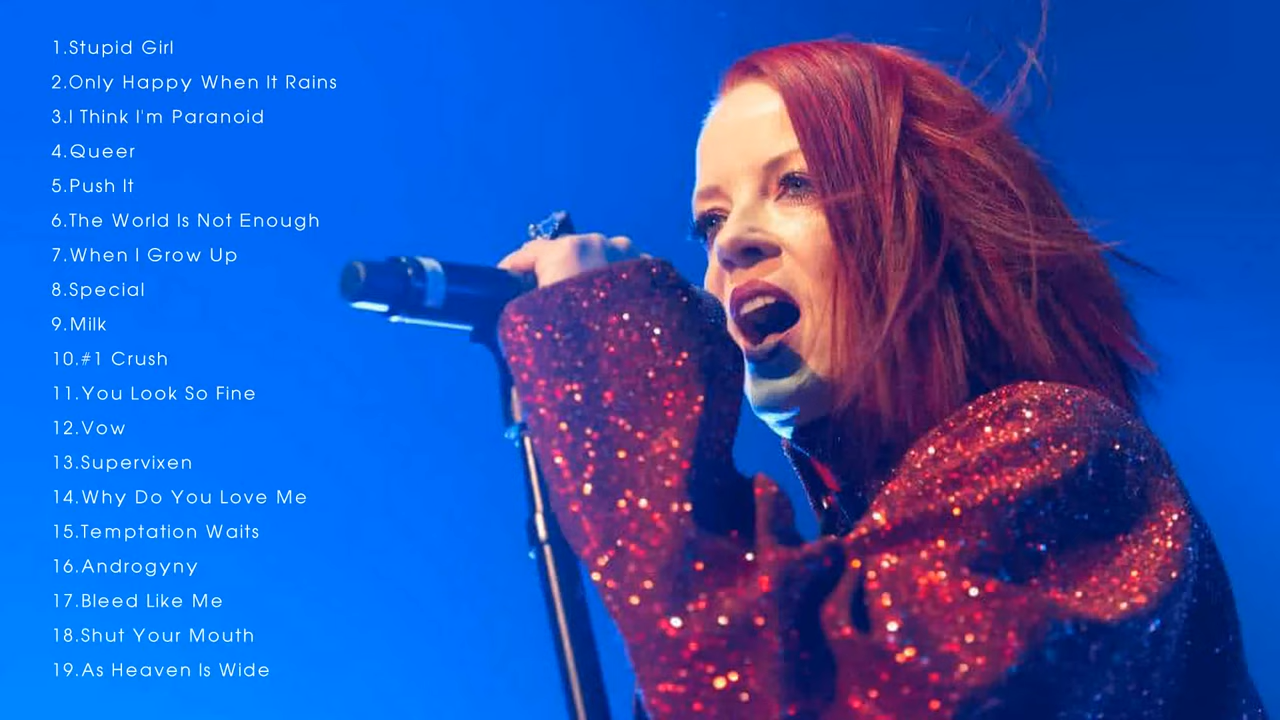 1.Stupid Girl
2.Only Happy When It Rains
3.I Think I'm Paranoid
4.Queer
5.Push It
6.The World Is Not Enough
7.When I Grow Up
8.Special
9.Milk
10.#1 Crush
11.You Look So Fine
12.Vow
13.Supervixen
14.Why Do You Love Me
15.Temptation Waits
16.Androgyny
17.Bleed Like Me
18.Shut Your Mouth
19.As Heaven Is Wide